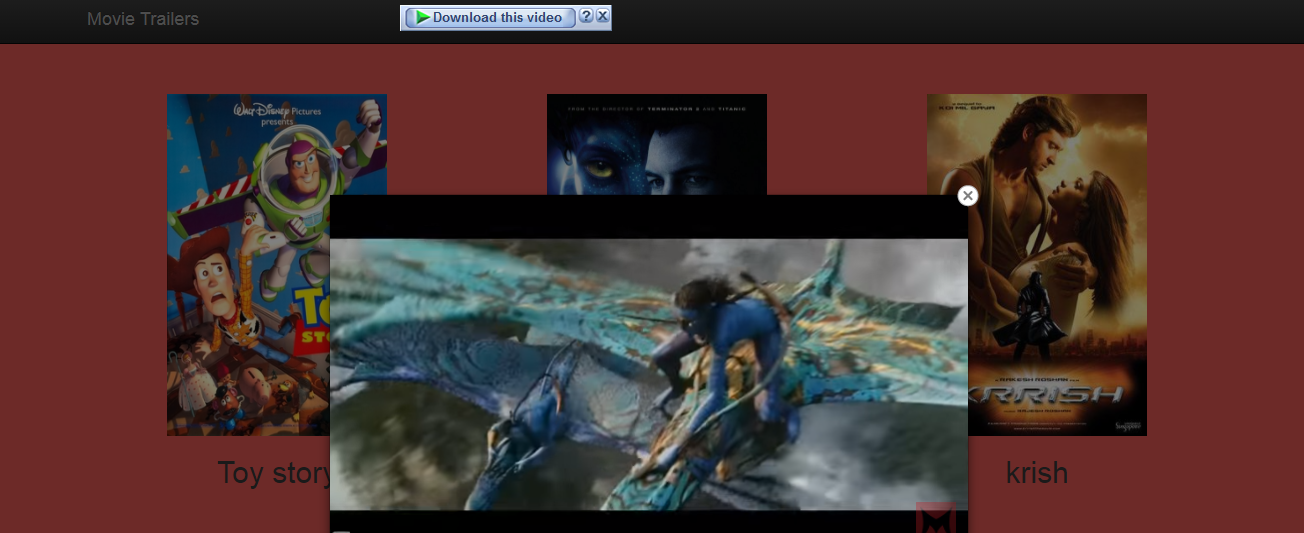 Movie Trailers
Download this video
? x
WALT DISNEY Pictures
presents
FROM THE DIRECTOR OF TERMINATOR 2 AND TITANIC
KRRISH
Toy story
krish